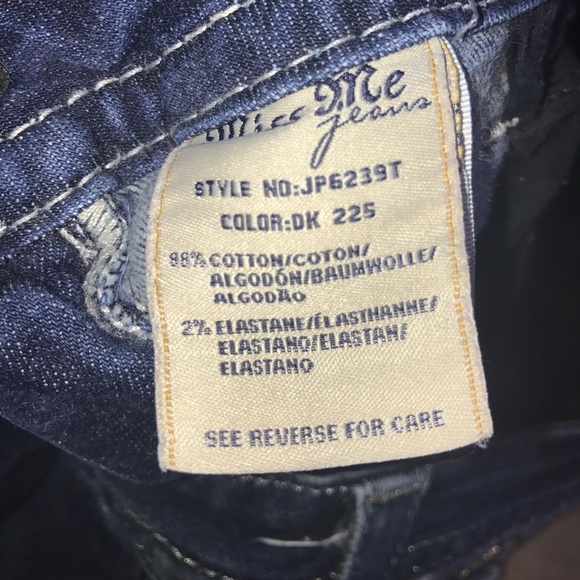 Miss Me
jeans
STYLE NO:JP6239T
COLOR:DK 225
98% COTTON/COTON/
ALGODÓN/BAUMWOLLE/
ALGODÃO
2% ELASTANE/ÉLASTHANNE/
ELASTANO/ELASTAN/
ELASTANO
SEE REVERSE FOR CARE